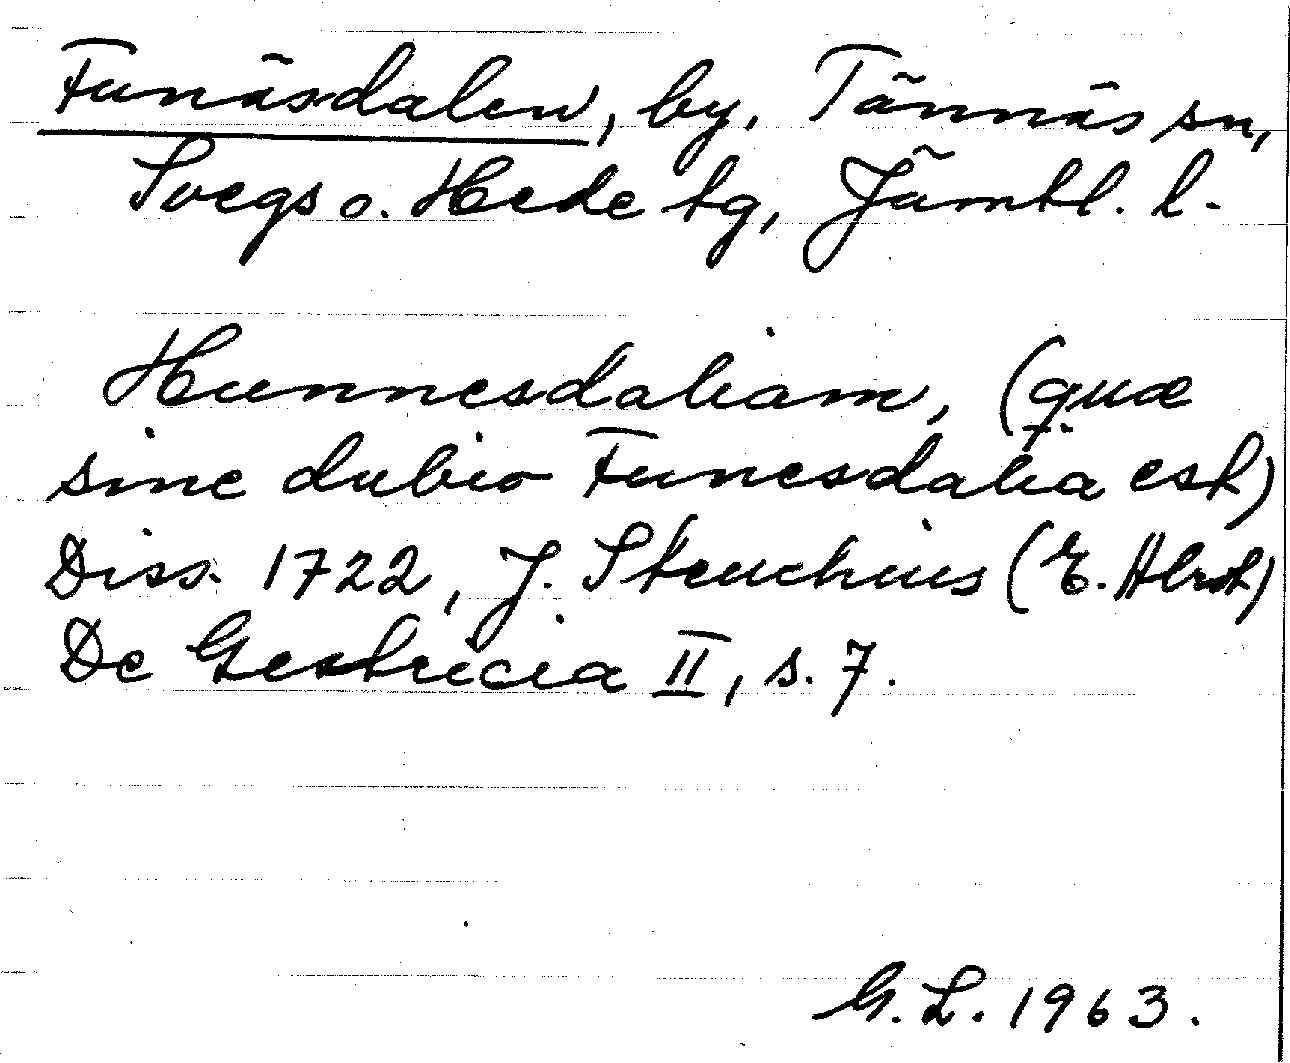 Funäsdalen, by, Tännäs sn,
Svegs o. Hede tg, Jämtl. l.
Hunnesdaliam, (quæ
sine dubio Funesdalia est)
Diss. 1722, J. Steuchius (E. Albrot)
De Gestricia II, s. 7.
G. L. 1963.